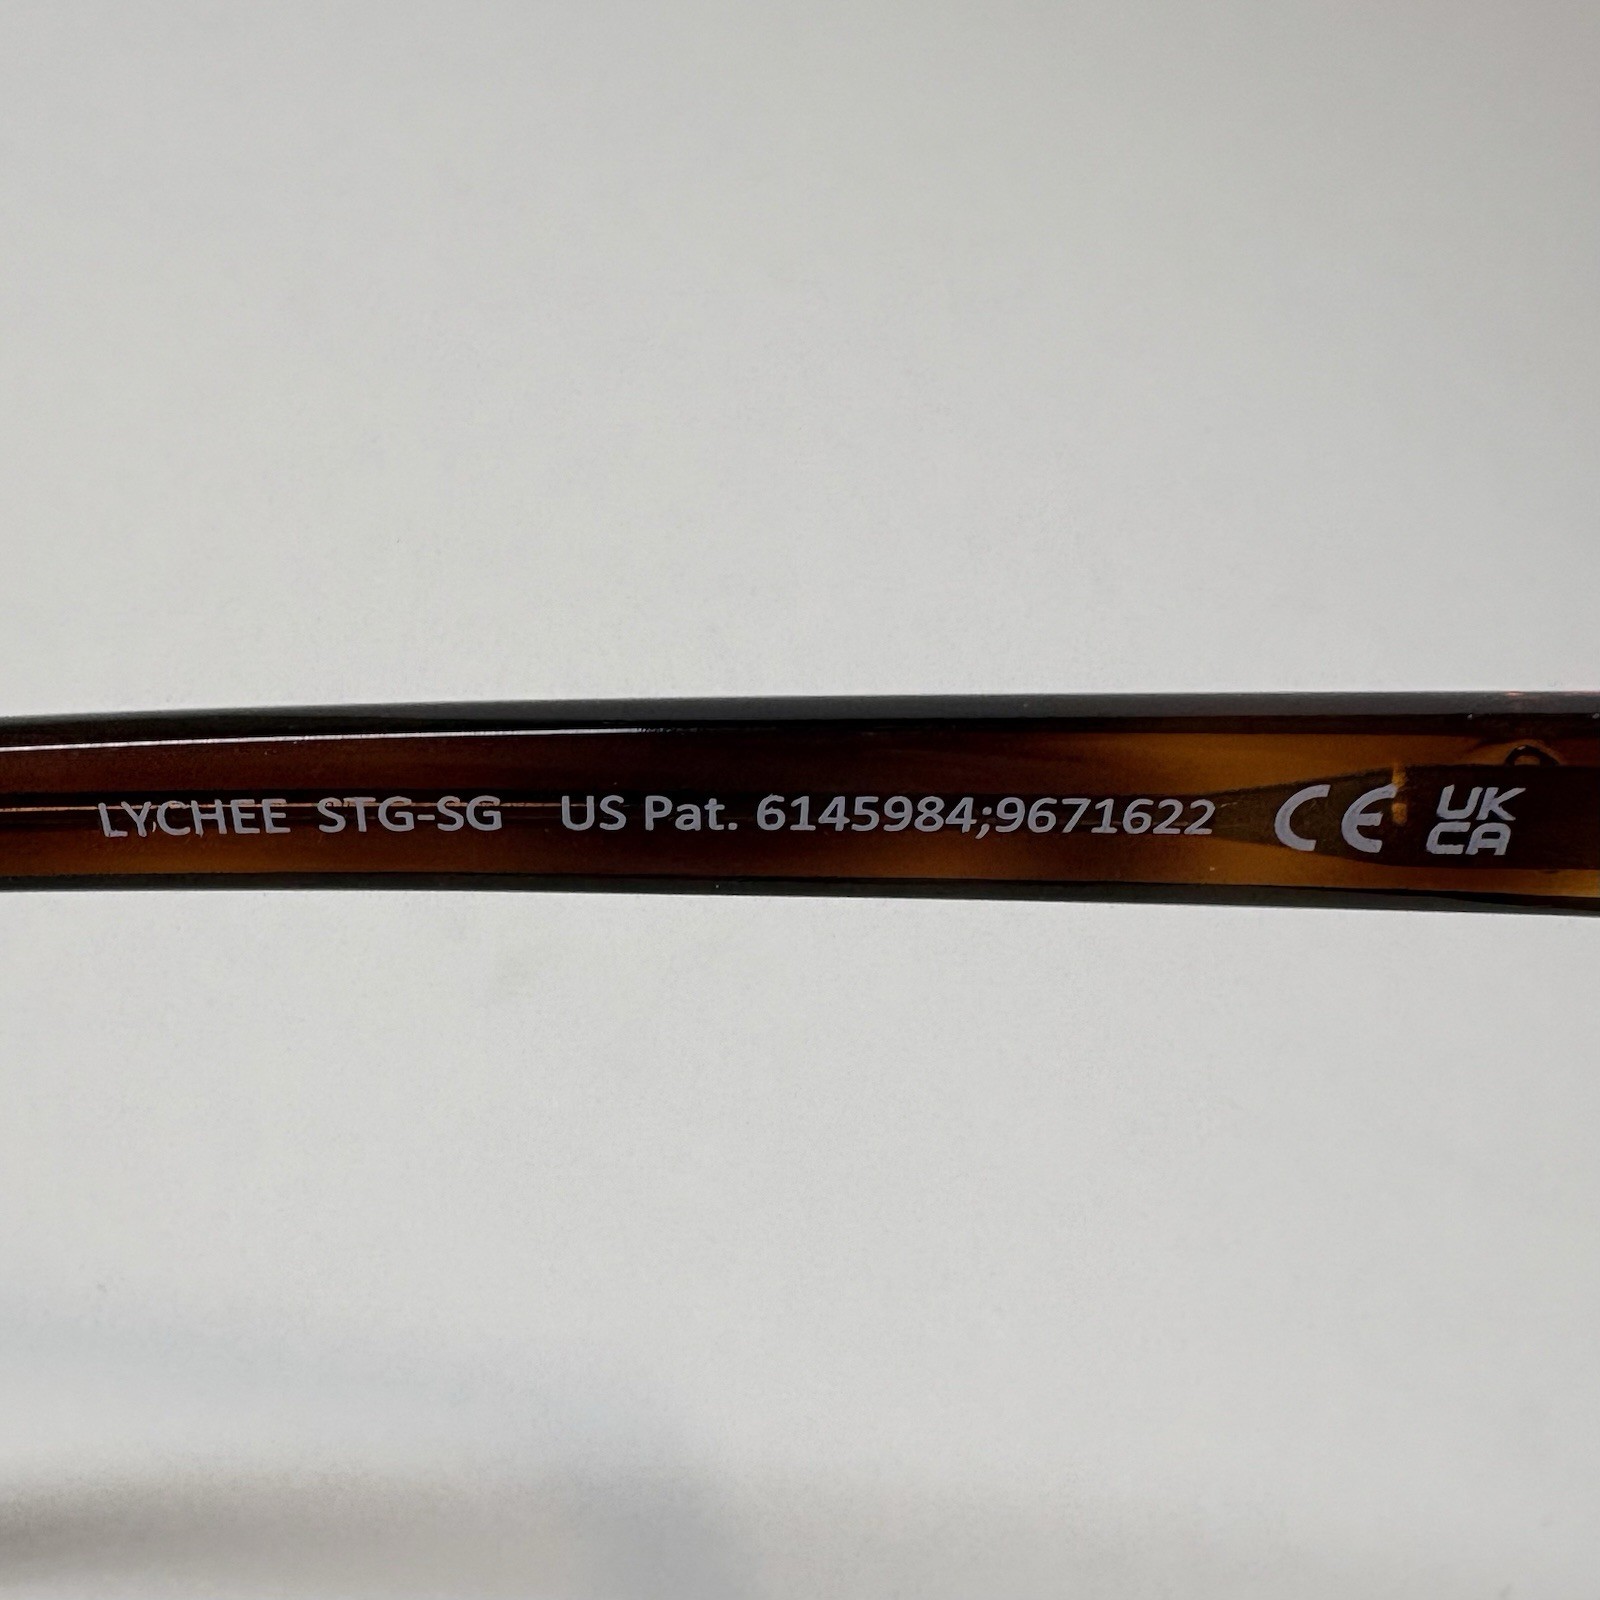 LYCHEE STG-SG US Pat. 6145984;9671622 CE UK
CA